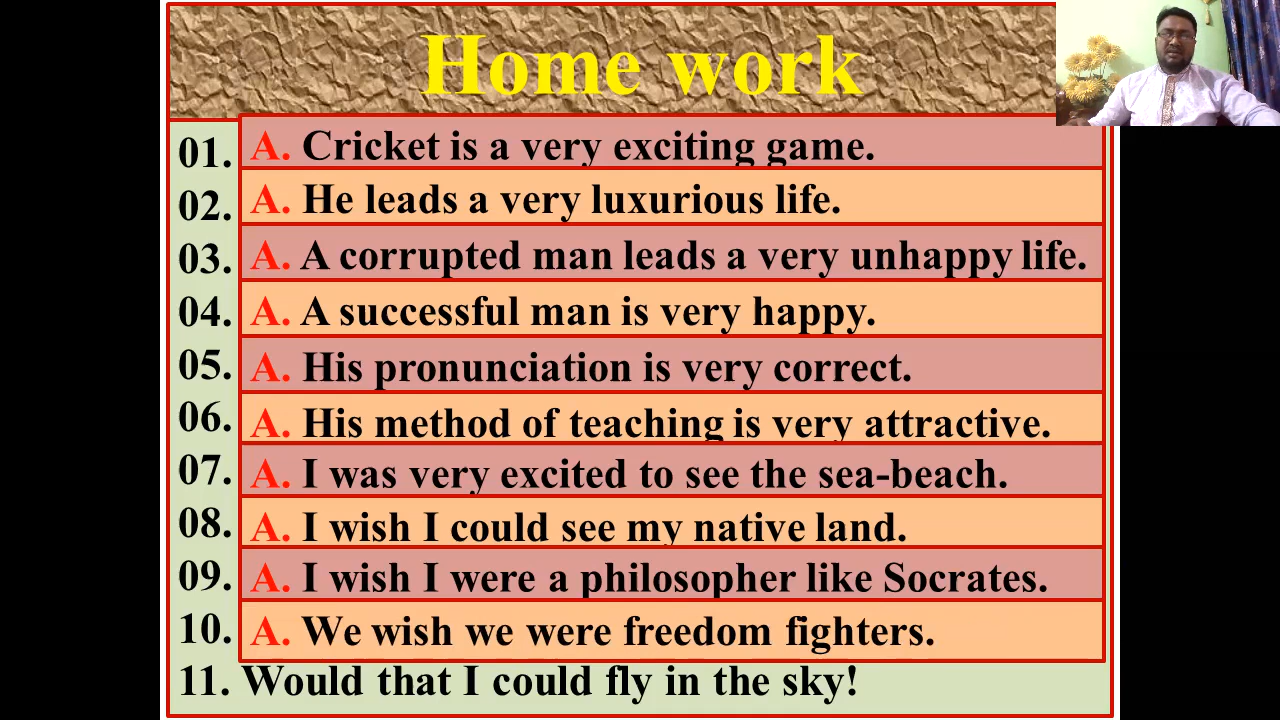 Home work
01. A. Cricket is a very exciting game.
02. A. He leads a very luxurious life.
03. A. A corrupted man leads a very unhappy life.
04. A. A successful man is very happy.
05. A. His pronunciation is very correct.
06. A. His method of teaching is very attractive.
07. A. I was very excited to see the sea-beach.
08. A. I wish I could see my native land.
09. A. I wish I were a philosopher like Socrates.
10. A. We wish we were freedom fighters.
11. Would that I could fly in the sky!